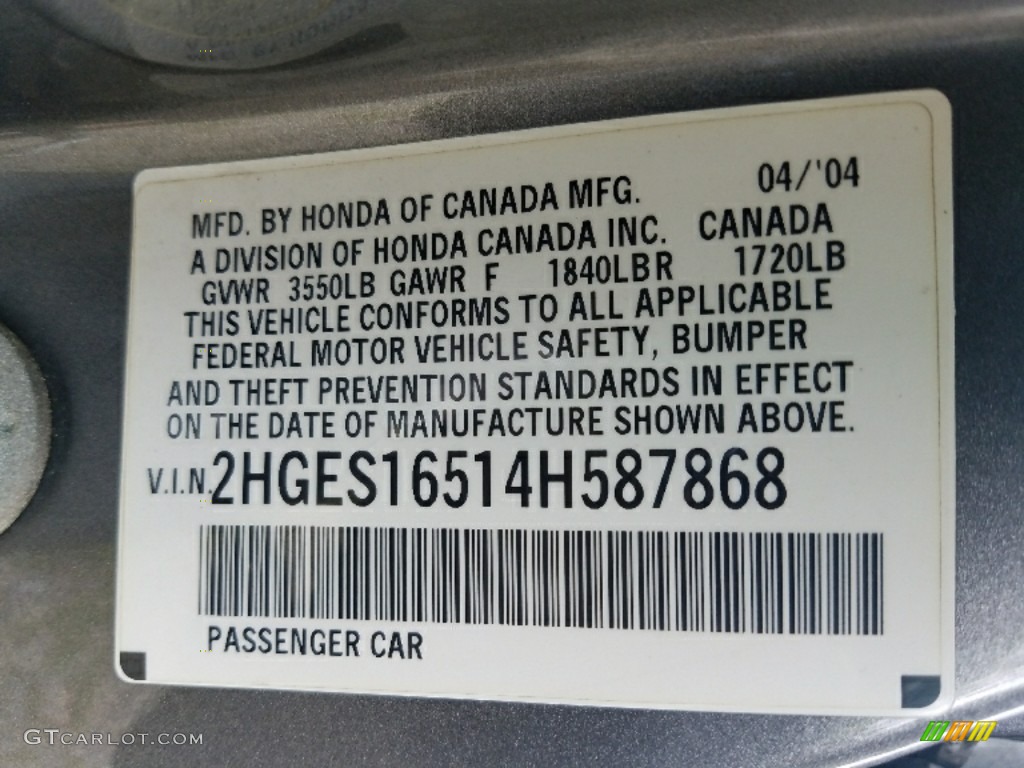 04/'04
MFD. BY HONDA OF CANADA MFG.
A DIVISION OF HONDA CANADA INC. CANADA
GVWR 3550LB GAWR F 1840LBR 1720LB
THIS VEHICLE CONFORMS TO ALL APPLICABLE
FEDERAL MOTOR VEHICLE SAFETY, BUMPER
AND THEFT PREVENTION STANDARDS IN EFFECT
ON THE DATE OF MANUFACTURE SHOWN ABOVE.
V.I.N. 2HGES16514H587868
PASSENGER CAR
GTCARLOT.COM